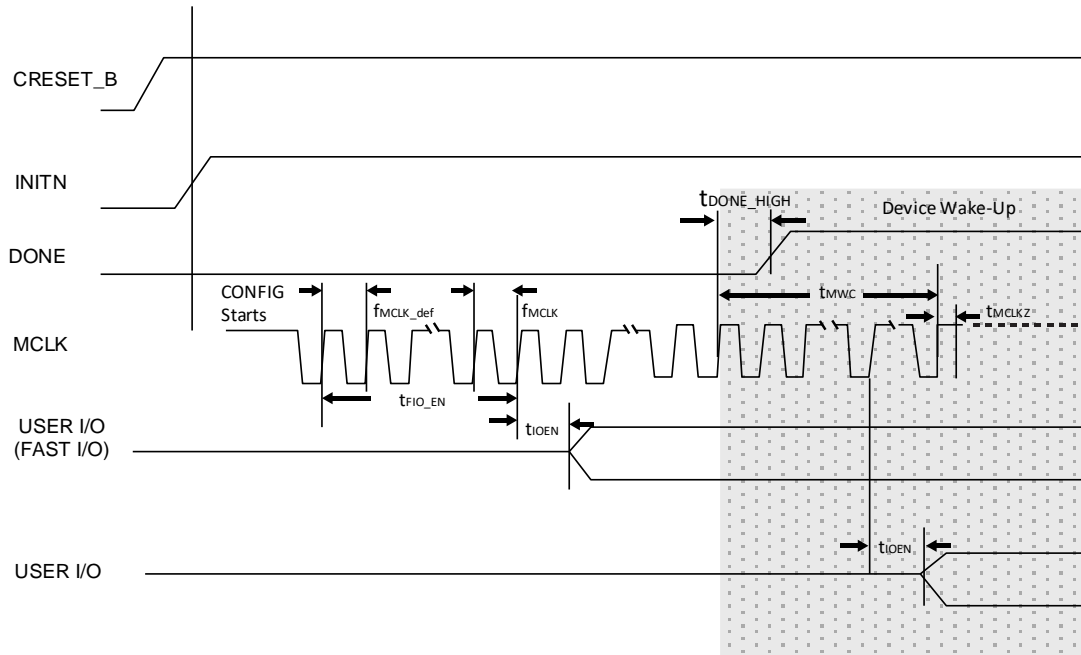 CRESET_B
INITN
tDONE_HIGH
Device Wake-Up
DONE
CONFIG
Starts
fMCLK_def
fMCLK
tMWC
tMCLKZ
MCLK
tFIO_EN
USER I/O
(FAST I/O)
tIOEN
tIOEN
USER I/O